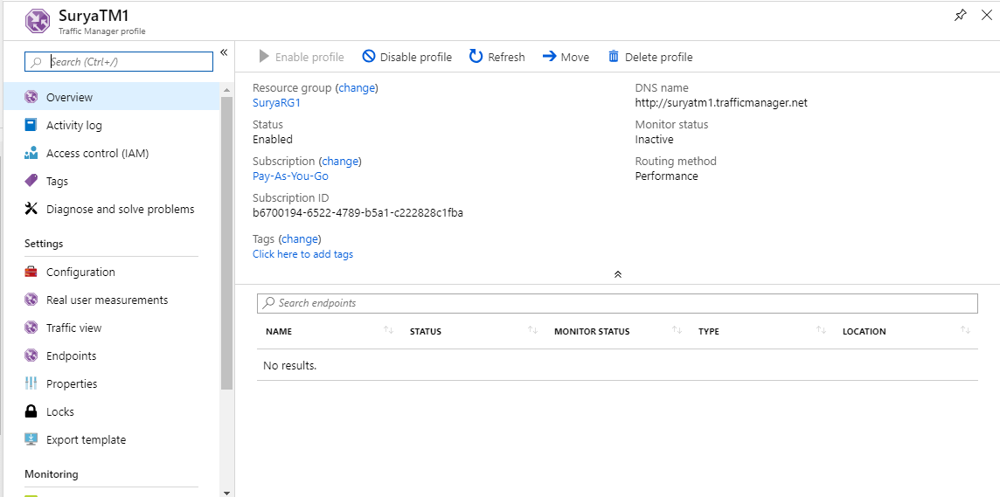 SuryaTM1
Traffic Manager profile
Search (Ctrl+/)
«
Overview
Activity log
Access control (IAM)
Tags
Diagnose and solve problems
Settings
Configuration
Real user measurements
Traffic view
Endpoints
Properties
Locks
Export template
Monitoring
Enable profile Disable profile Refresh Move Delete profile
Resource group (change)
SuryaRG1
Status
Enabled
Subscription (change)
Pay-As-You-Go
Subscription ID
b6700194-6522-4789-b5a1-c222828c1fba
Tags (change)
Click here to add tags
DNS name
http://suryatm1.trafficmanager.net
Monitor status
Inactive
Routing method
Performance
Search endpoints
NAME STATUS MONITOR STATUS TYPE LOCATION
No results.